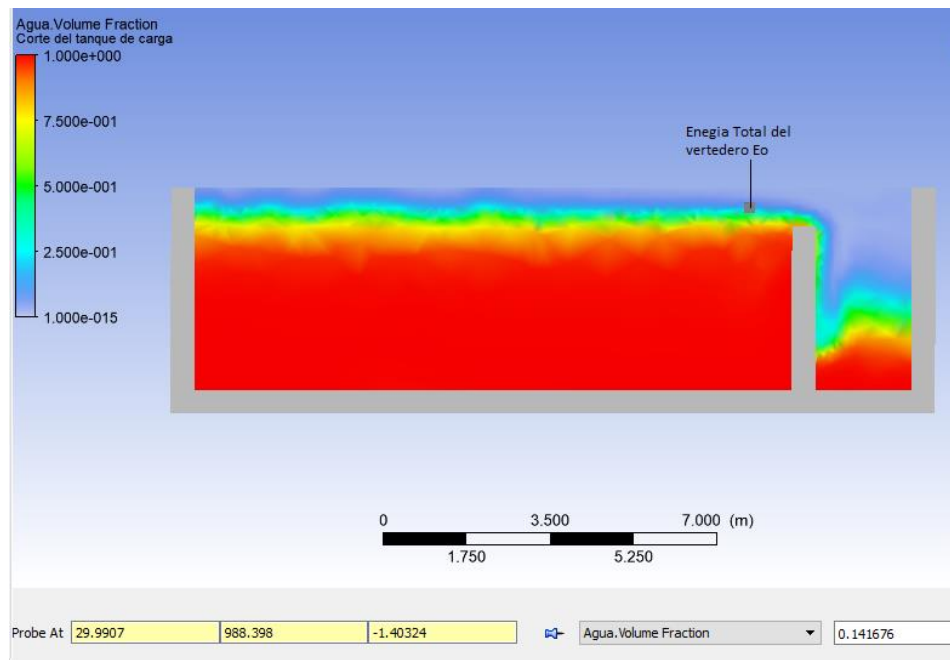 Agua.Volume Fraction
Corte del tanque de carga
1.000e+000
7.500e-001
5.000e-001
2.500e-001
1.000e-015
Enegia Total del
vertedero Eo
0 3.500 7.000 (m)
1.750 5.250
Probe At 29.9907 988.398 -1.40324 Agua.Volume Fraction 0.141676